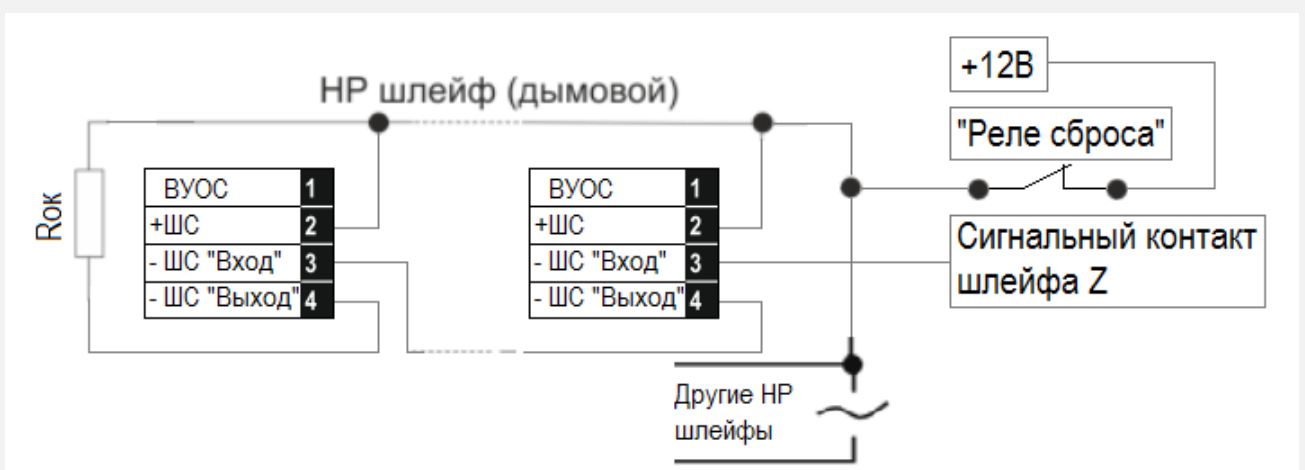 НР шлейф (дымовой)
+12В
"Реле сброса"
Rок
ВУОС 1
+ШС 2
- ШС "Вход" 3
- ШС "Выход" 4
ВУОС 1
+ШС 2
- ШС "Вход" 3
- ШС "Выход" 4
Сигнальный контакт
шлейфа Z
Другие НР
шлейфы